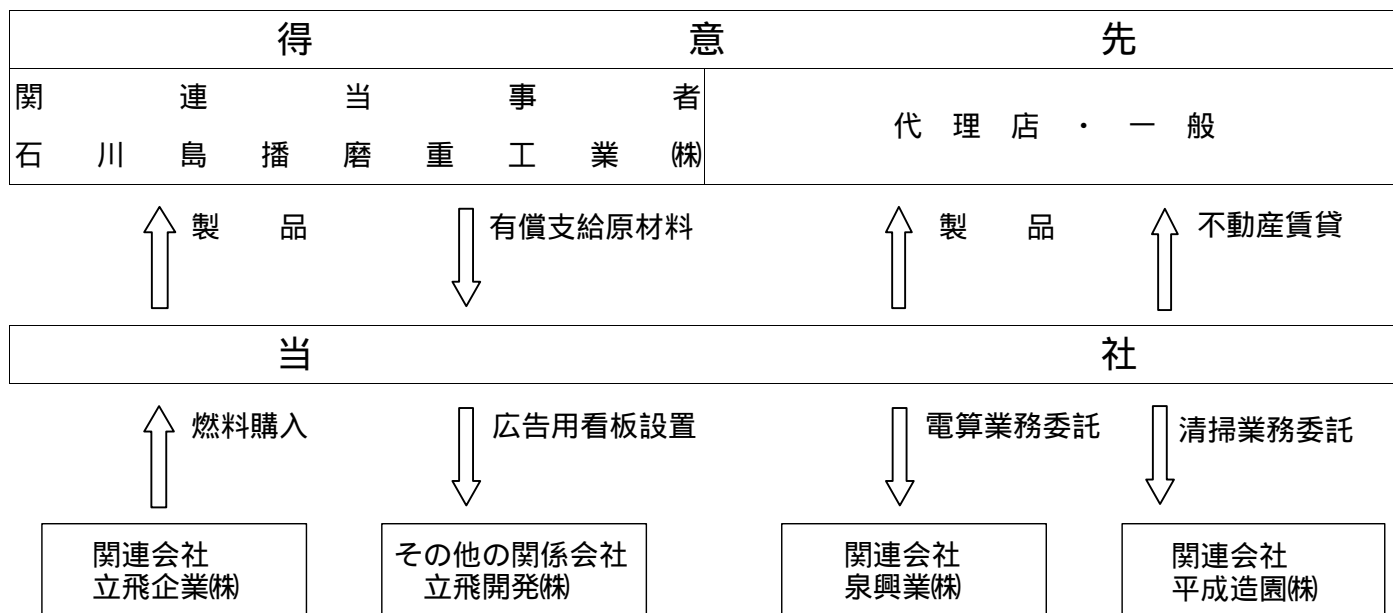 得意先
関連当事者
石川島播磨重工業㈱
代理店・一般
製品
有償支給原材料
製品
不動産賃貸
当社
燃料購入
広告用看板設置
電算業務委託
清掃業務委託
関連会社
立飛企業㈱
その他の関係会社
立飛開発㈱
関連会社
泉興業㈱
関連会社
平成造園㈱